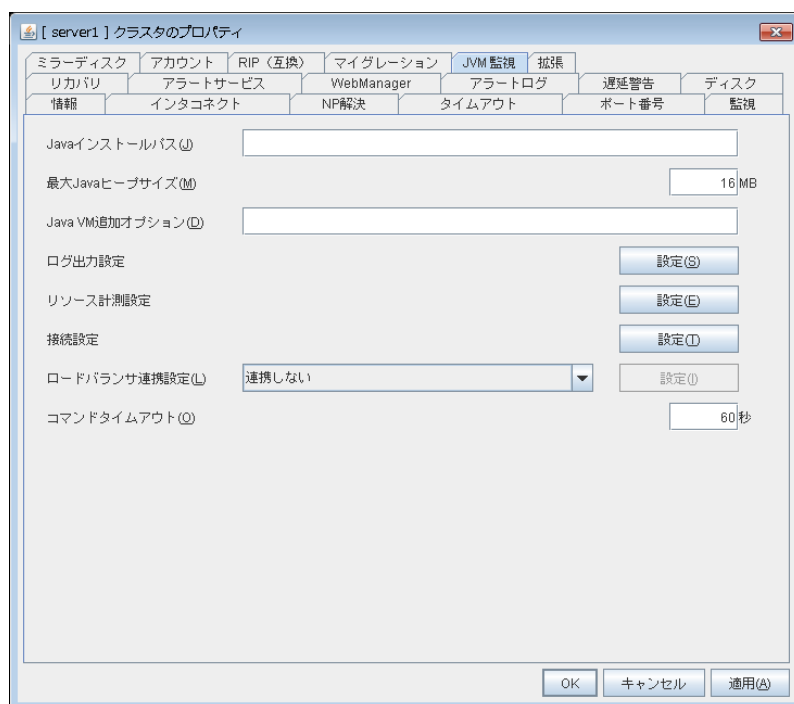 [ server1 ] クラスタのプロパティ
ミラーディスク アカウント RIP（互換） マイグレーション JVM 監視 拡張
リカバリ アラートサービス WebManager アラートログ 遅延警告 ディスク
情報 インタコネクト NP解決 タイムアウト ポート番号 監視
Javaインストールパス(J)
最大Javaヒープサイズ(M) 16 MB
Java VM追加オプション(D)
ログ出力設定 設定(S)
リソース計測設定 設定(E)
接続設定 設定(T)
ロードバランサ連携設定(L) 連携しない 設定(I)
コマンドタイムアウト(O) 60 秒
OK キャンセル 適用(A)